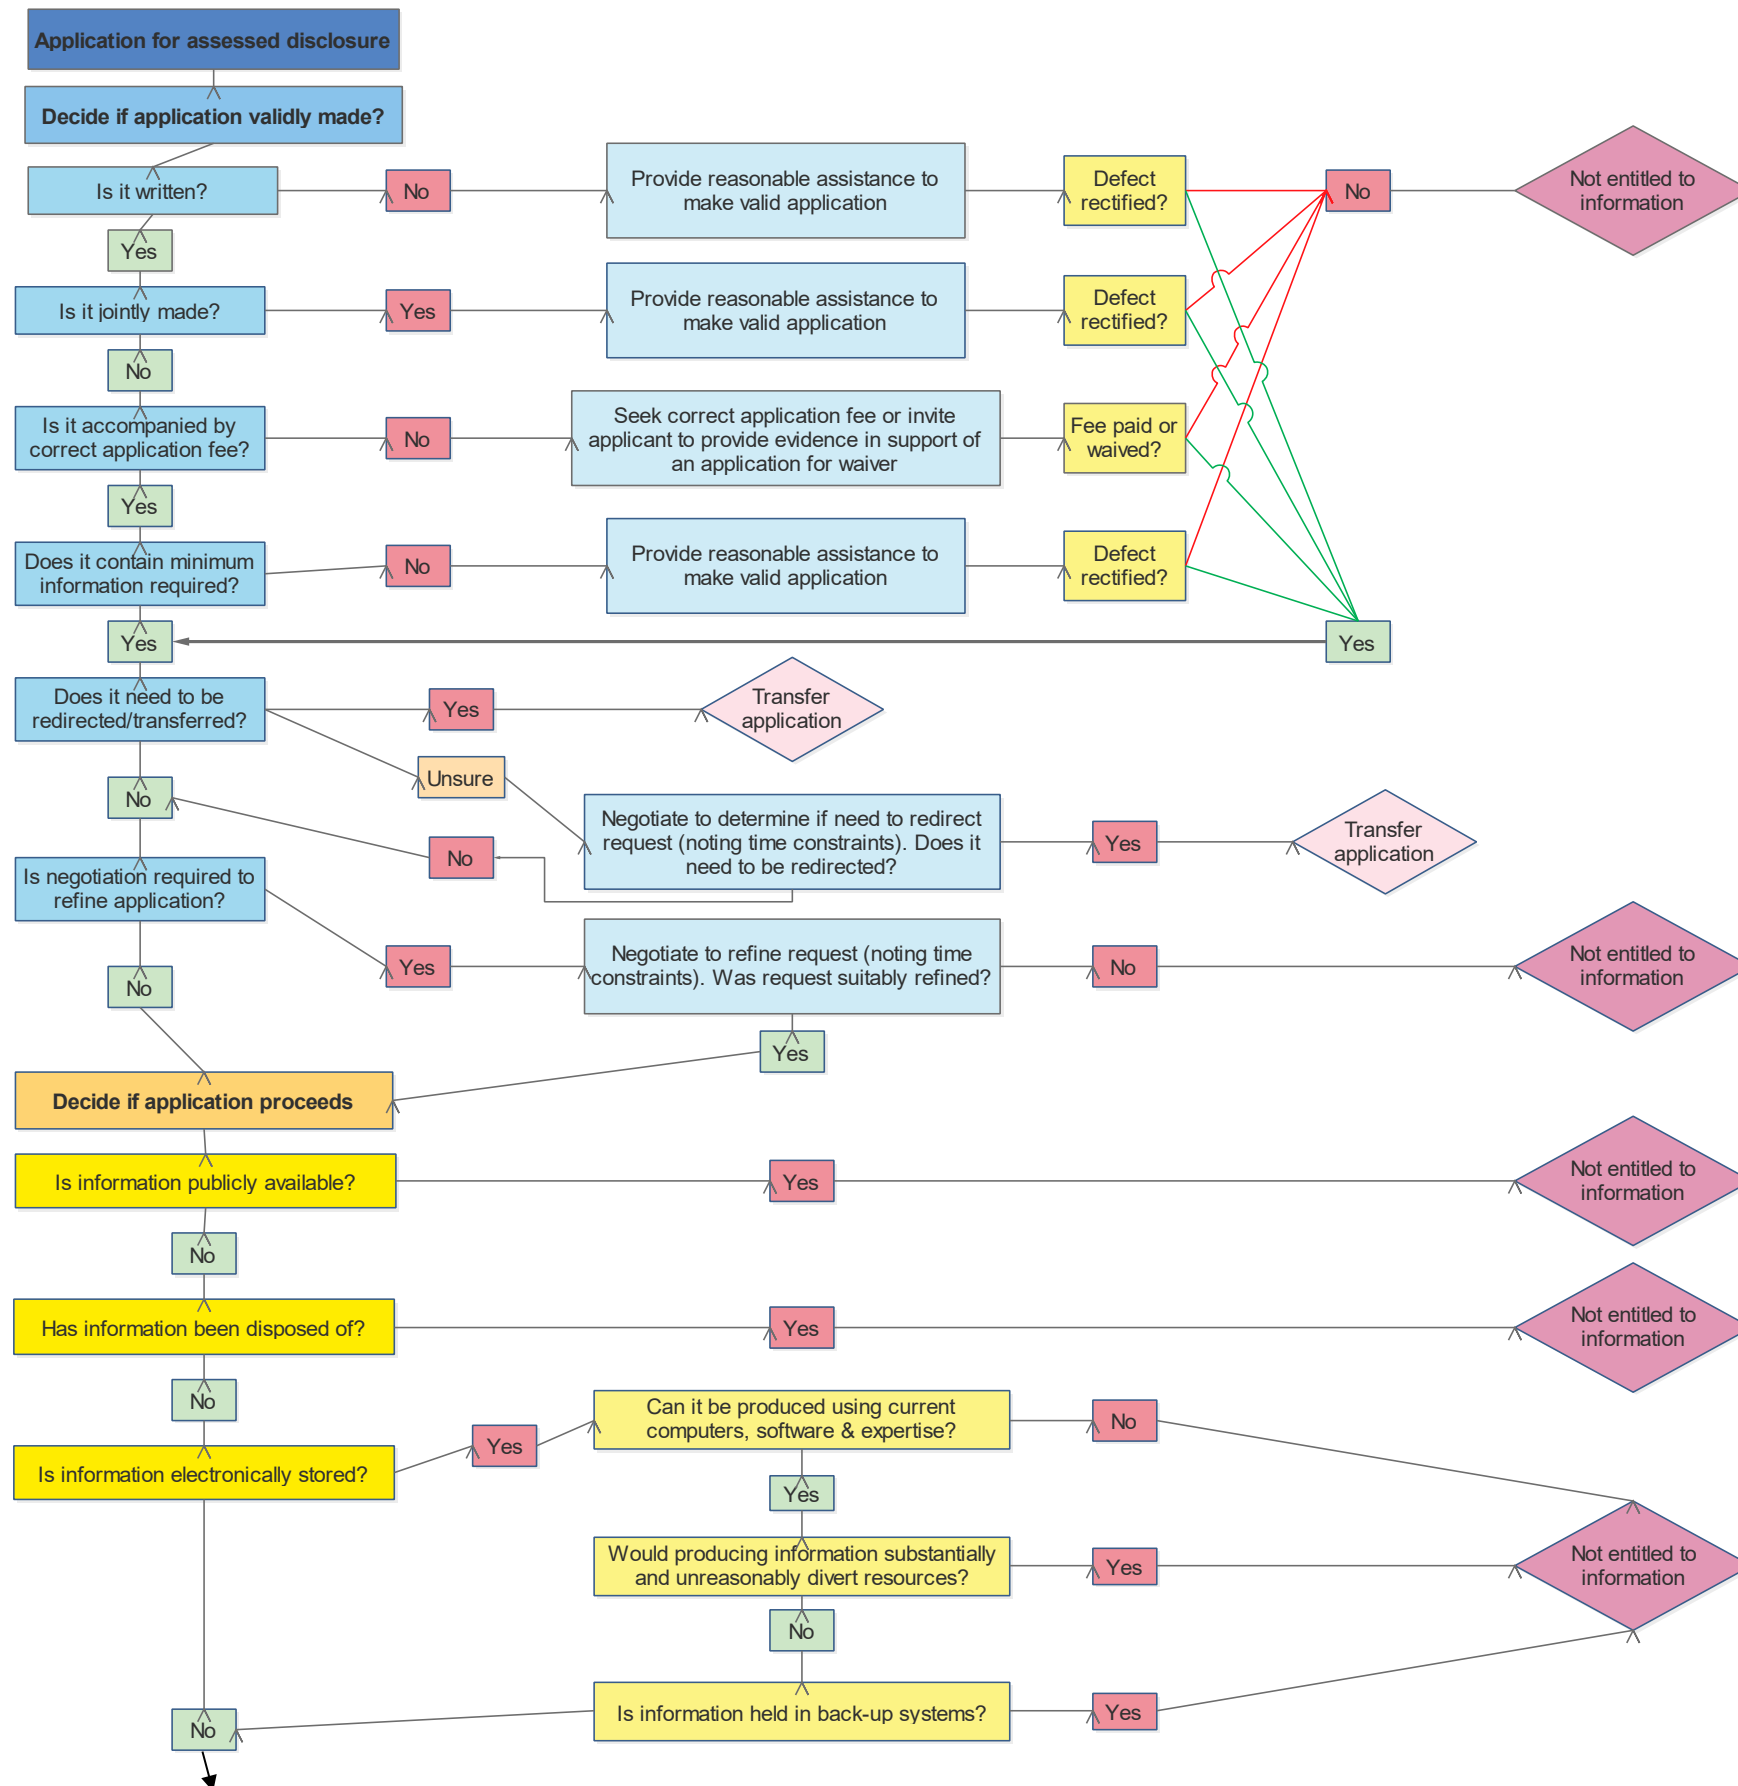 Application for assessed disclosure
Decide if application validly made?
Is it written?
No
Provide reasonable assistance to
make valid application
Defect
rectified?
No
Not entitled to
information
Yes
Is it jointly made?
Yes
Provide reasonable assistance to
make valid application
Defect
rectified?
No
Is it accompanied by
correct application fee?
No
Seek correct application fee or invite
applicant to provide evidence in support of
an application for waiver
Fee paid or
waived?
Yes
Does it contain minimum
information required?
No
Provide reasonable assistance to
make valid application
Defect
rectified?
Yes
Yes
Does it need to be
redirected/transferred?
Yes
Transfer
application
Unsure
No
Negotiate to determine if need to redirect
request (noting time constraints). Does it
need to be redirected?
Yes
Transfer
application
No
Is negotiation required to
refine application?
Yes
Negotiate to refine request (noting time
constraints). Was request suitably refined?
No
Not entitled to
information
No
Yes
Decide if application proceeds
Is information publicly available?
Yes
Not entitled to
information
No
Has information been disposed of?
Yes
Not entitled to
information
No
Is information electronically stored?
Yes
Can it be produced using current
computers, software & expertise?
No
Yes
Would producing information substantially
and unreasonably divert resources?
Yes
Not entitled to
information
No
Is information held in back-up systems?
Yes
No